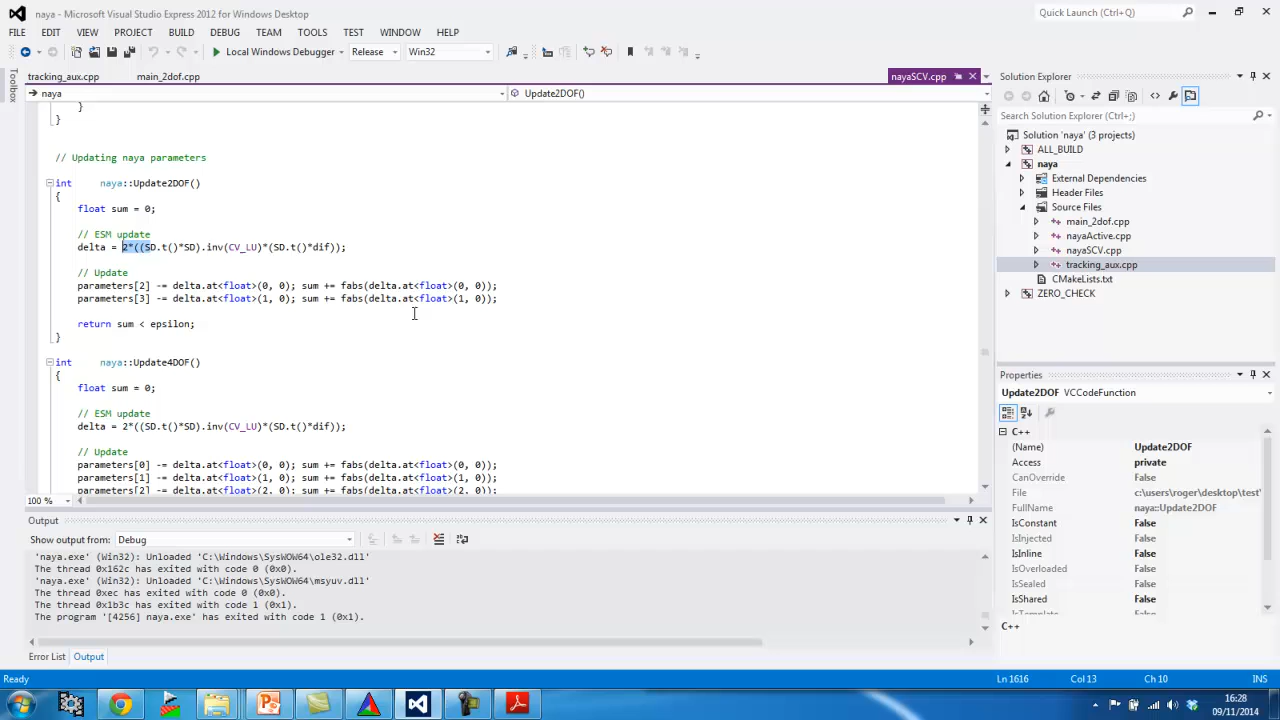 naya - Microsoft Visual Studio Express 2012 for Windows Desktop
Quick Launch (Ctrl+Q)
FILE EDIT VIEW PROJECT BUILD DEBUG TEAM TOOLS TEST WINDOW HELP
Local Windows Debugger Release Win32
Toolbox
tracking_aux.cpp main_2dof.cpp nayaSCV.cpp
naya Update2DOF()
}
}
// Updating naya parameters
int naya::Update2DOF()
{
float sum = 0;
// ESM update
delta = 2*((SD.t()*SD).inv(CV_LU)*(SD.t()*dif));
// Update
parameters[2] -= delta.at<float>(0, 0); sum += fabs(delta.at<float>(0, 0));
parameters[3] -= delta.at<float>(1, 0); sum += fabs(delta.at<float>(1, 0));
return sum < epsilon;
}
int naya::Update4DOF()
{
float sum = 0;
// ESM update
delta = 2*((SD.t()*SD).inv(CV_LU)*(SD.t()*dif));
// Update
parameters[0] -= delta.at<float>(0, 0); sum += fabs(delta.at<float>(0, 0));
parameters[1] -= delta.at<float>(1, 0); sum += fabs(delta.at<float>(1, 0));
parameters[2] -= delta.at<float>(2, 0); sum += fabs(delta.at<float>(2, 0));
100 %
Solution Explorer
Search Solution Explorer (Ctrl+;)
Solution 'naya' (3 projects)
ALL_BUILD
naya
External Dependencies
Header Files
Source Files
main_2dof.cpp
nayaActive.cpp
nayaSCV.cpp
tracking_aux.cpp
CMakeLists.txt
ZERO_CHECK
Properties
Update2DOF VCCodeFunction
C++
(Name) Update2DOF
Access private
CanOverride False
File c:\users\roger\desktop\test\
FullName naya::Update2DOF
IsConstant False
IsInjected False
IsInline False
IsOverloaded False
IsSealed False
IsShared False
IsTemplate False
C++
Output
Show output from: Debug
'naya.exe' (Win32): Unloaded 'C:\Windows\SysWOW64\ole32.dll'
The thread 0x162c has exited with code 0 (0x0).
'naya.exe' (Win32): Unloaded 'C:\Windows\SysWOW64\msyuv.dll'
The thread 0xec has exited with code 0 (0x0).
The thread 0x1b3c has exited with code 1 (0x1).
The program '[4256] naya.exe' has exited with code 1 (0x1).
Error List Output
Ready Ln 1616 Col 13 Ch 10 INS
16:28
09/11/2014